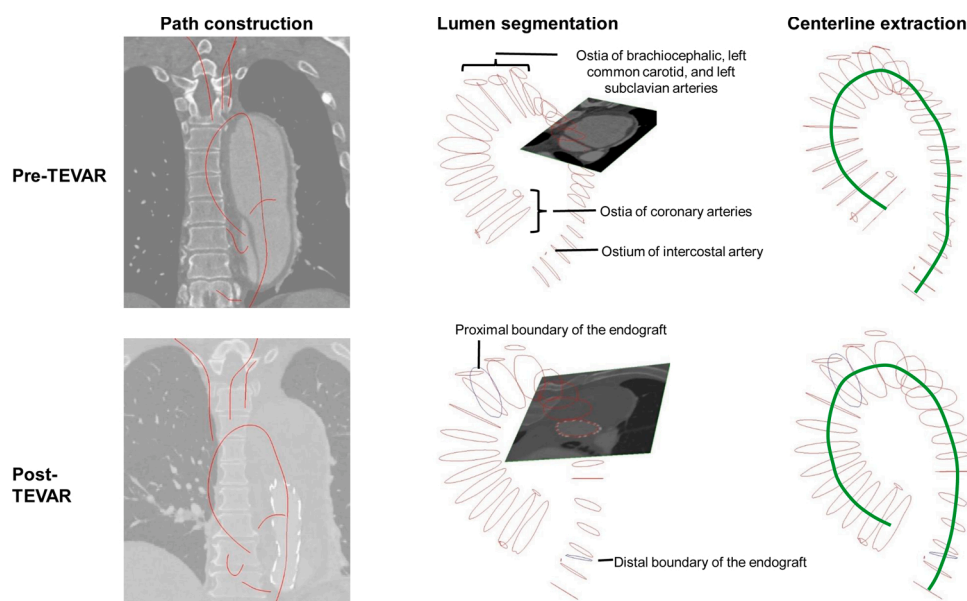 Path construction
Lumen segmentation
Centerline extraction
Pre-TEVAR
Ostia of brachiocephalic, left
common carotid, and left
subclavian arteries
Ostia of coronary arteries
Ostium of intercostal artery
Post-
TEVAR
Proximal boundary of the endograft
Distal boundary of the endograft